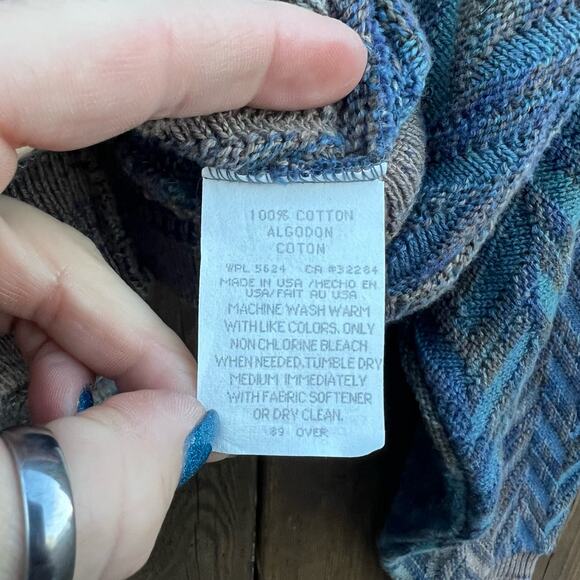 100% COTTON
ALGODON
COTON
WPL 5624 CA #32284
MADE IN USA /HECHO EN
USA/FAIT AU USA
MACHINE WASH WARM
WITH LIKE COLORS. ONLY
NON CHLORINE BLEACH
WHEN NEEDED. TUMBLE DRY
MEDIUM IMMEDIATELY
WITH FABRIC SOFTENER
OR DRY CLEAN.
89 OVER